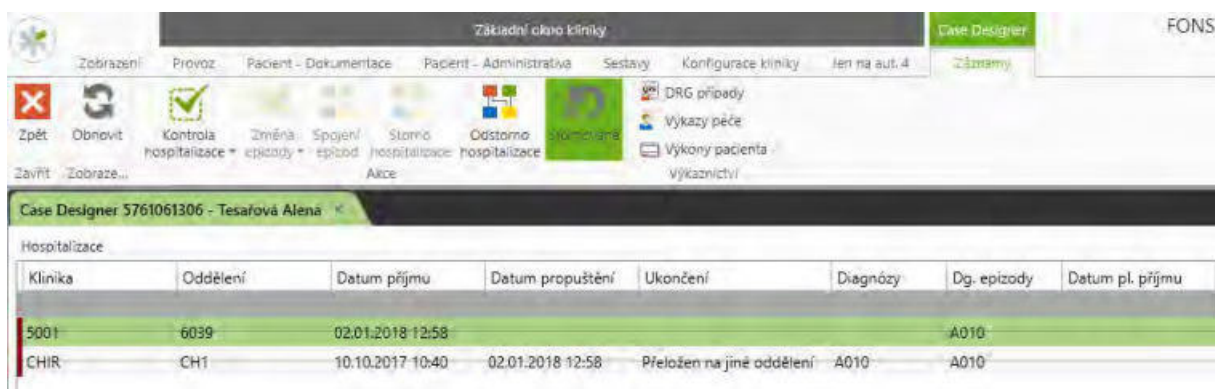 Základní okno kliniky Case Designer FONS
Zobrazení Provoz Pacient - Dokumentace Pacient - Administrativa Sestavy Konfigurace kliniky Jen na aut. 4 Záznamy
DRG případy
Výkazy péče
Výkony pacienta
Zpět Obnovit Kontrola hospitalizace Změna epizody Spojení epizod Storno hospitalizace Odstorno hospitalizace Stornované
Zavřít Zobraze... Akce Výkaznictví
Case Designer 5761061306 - Tesařová Alena ×
Hospitalizace
Klinika Oddělení Datum příjmu Datum propuštění Ukončení Diagnózy Dg. epizody Datum pl. příjmu
5001 6039 02.01.2018 12:58 A010
CHIR CH1 10.10.2017 10:40 02.01.2018 12:58 Přeložen na jiné oddělení A010 A010